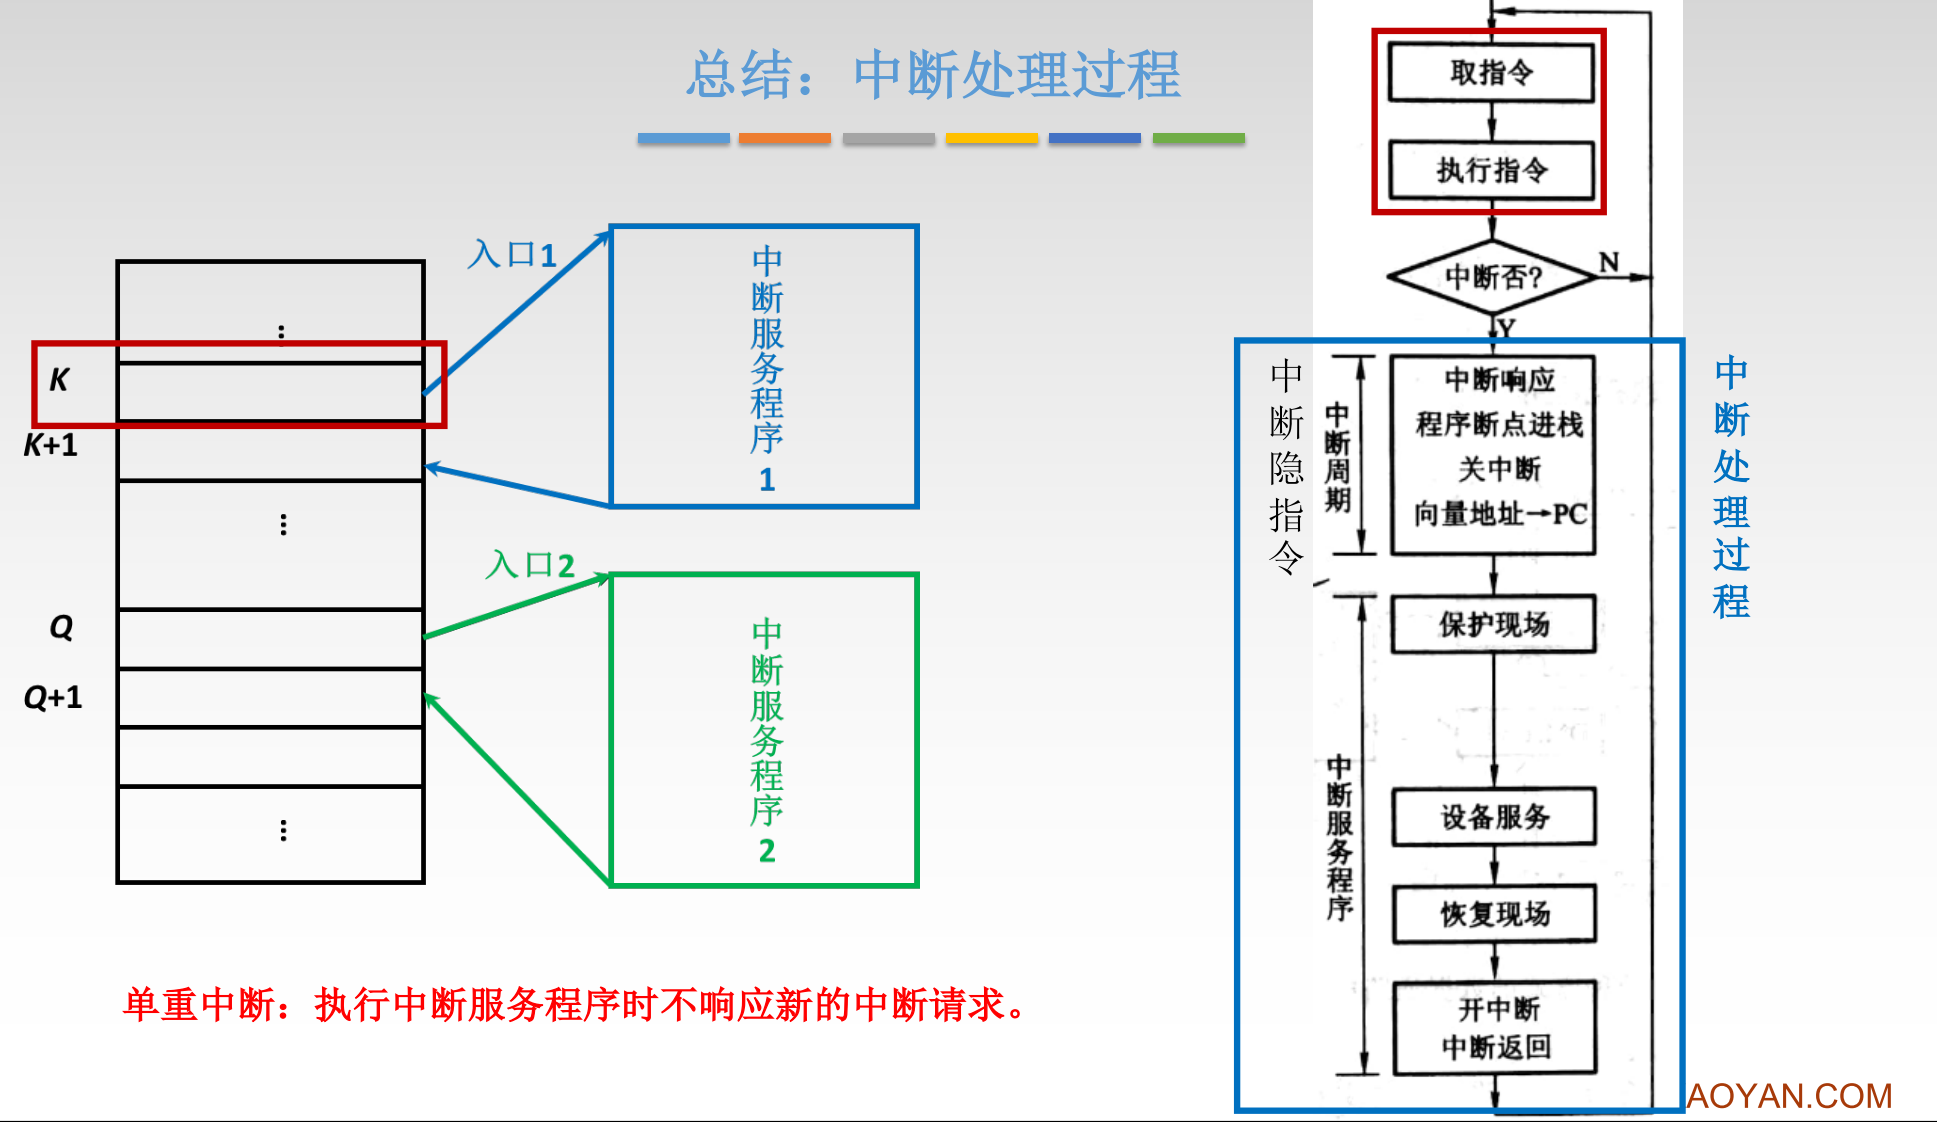 总结：中断处理过程
⋮
K
K+1
⋮
Q
Q+1
⋮
入口1
中断服务程序1
入口2
中断服务程序2
单重中断：执行中断服务程序时不响应新的中断请求。
取指令
执行指令
中断否?
N
Y
中断隐指令
中断周期
中断响应
程序断点进栈
关中断
向量地址→PC
中断服务程序
保护现场
设备服务
恢复现场
开中断
中断返回
中断处理过程
AOYAN.COM